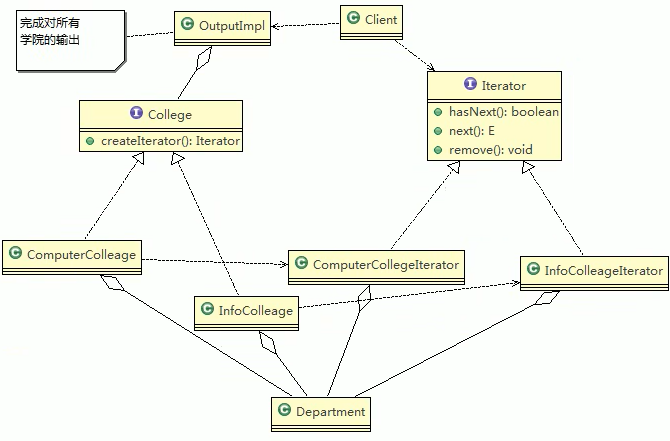 完成对所有
学院的输出
C OutputImpl
C Client
I Iterator
hasNext(): boolean
next(): E
remove(): void
I College
createIterator(): Iterator
C ComputerColleage
C ComputerCollegeIterator
C InfoColleageIterator
C InfoColleage
C Department